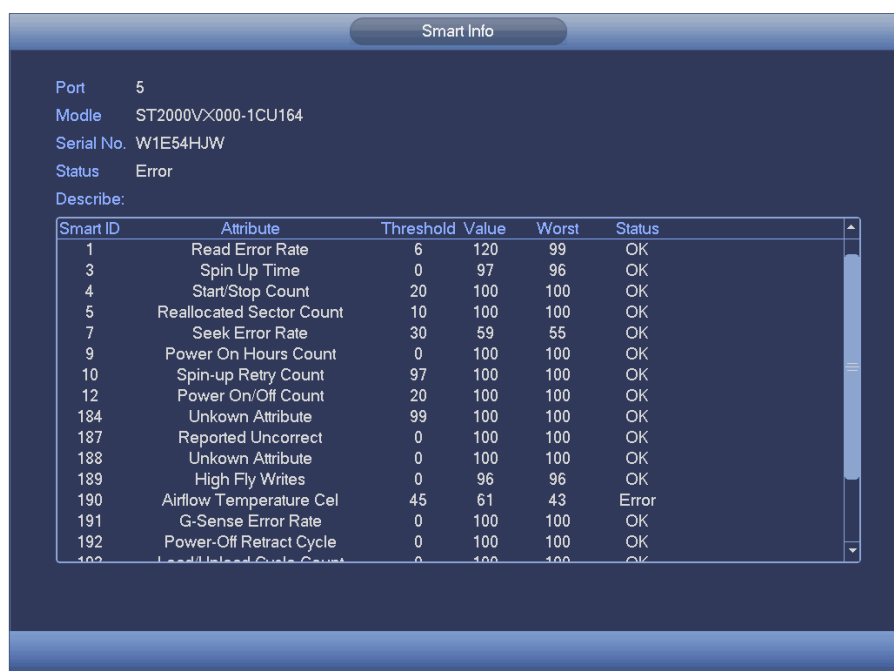 Smart Info
Port 5
Modle ST2000VX000-1CU164
Serial No. W1E54HJW
Status Error
Describe:
Smart ID Attribute Threshold Value Worst Status
1 Read Error Rate 6 120 99 OK
3 Spin Up Time 0 97 96 OK
4 Start/Stop Count 20 100 100 OK
5 Reallocated Sector Count 10 100 100 OK
7 Seek Error Rate 30 59 55 OK
9 Power On Hours Count 0 100 100 OK
10 Spin-up Retry Count 97 100 100 OK
12 Power On/Off Count 20 100 100 OK
184 Unkown Attribute 99 100 100 OK
187 Reported Uncorrect 0 100 100 OK
188 Unkown Attribute 0 100 100 OK
189 High Fly Writes 0 96 96 OK
190 Airflow Temperature Cel 45 61 43 Error
191 G-Sense Error Rate 0 100 100 OK
192 Power-Off Retract Cycle 0 100 100 OK